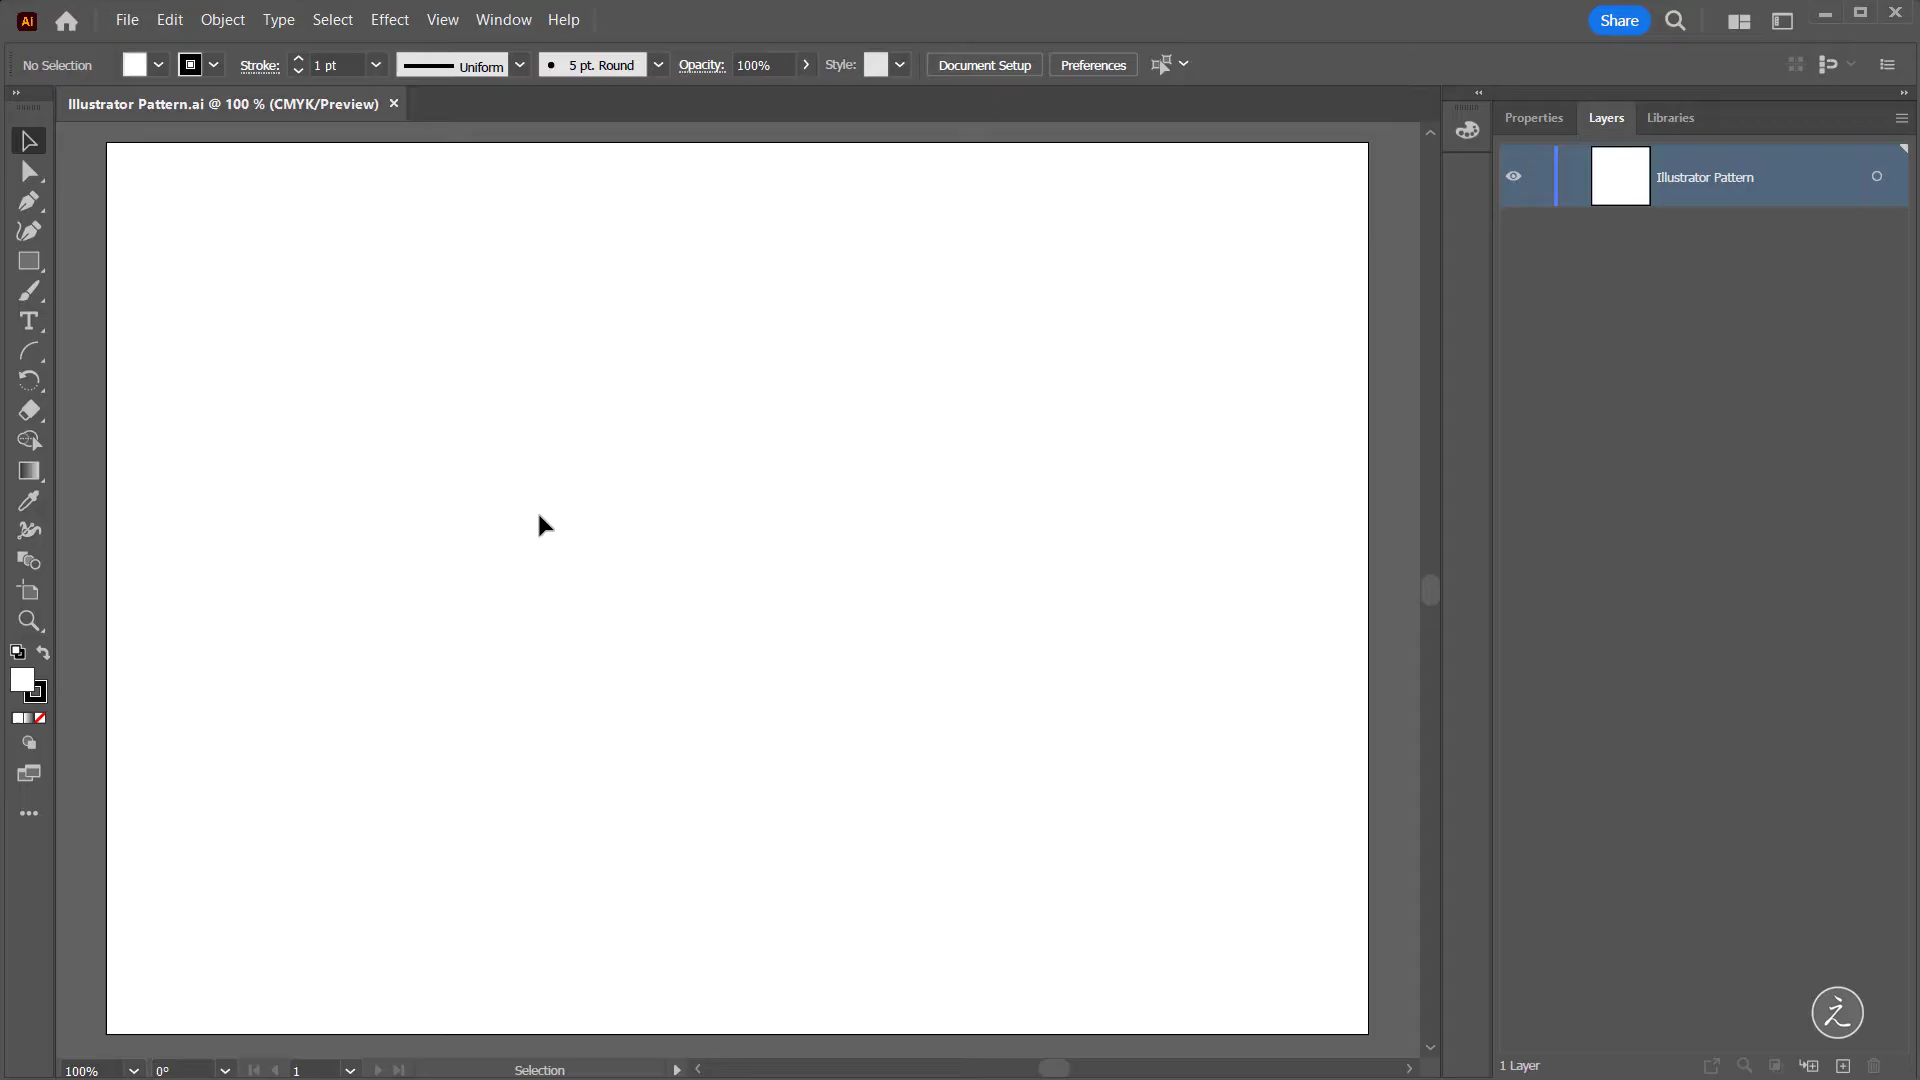 Ai File Edit Object Type Select Effect View Window Help Share
No Selection Stroke: 1 pt Uniform 5 pt. Round Opacity: 100% Style: Document Setup Preferences
Illustrator Pattern.ai @ 100 % (CMYK/Preview)
Properties Layers Libraries
Illustrator Pattern
之
1 Layer
100% 0° 1 Selection